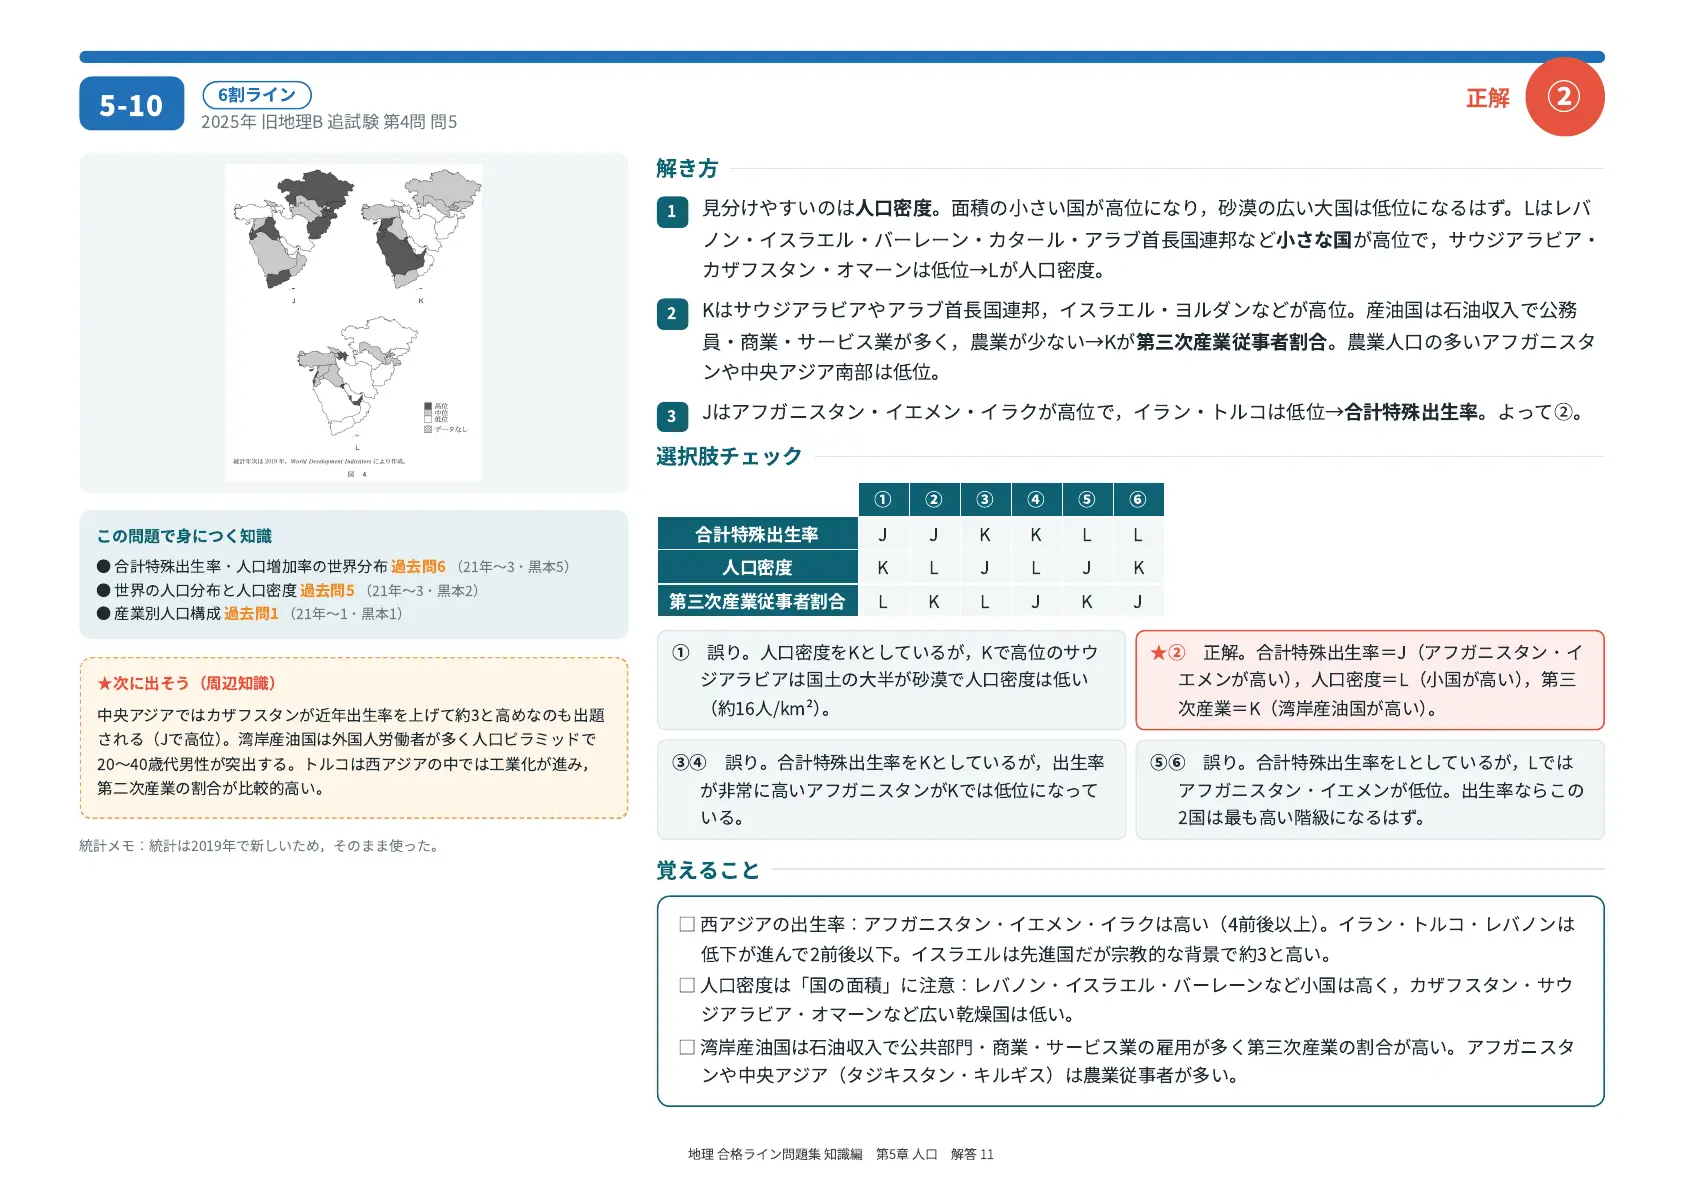 5-10
6割ライン
2025年 旧地理B 追試験 第4問 問5
正解 ②
J
K
L
高位
中位
低位
データなし
統計年次は2019年。World Development Indicators により作成。
図 4
この問題で身につく知識
● 合計特殊出生率・人口増加率の世界分布 過去問6 （21年〜3・黒本5）
● 世界の人口分布と人口密度 過去問5 （21年〜3・黒本2）
● 産業別人口構成 過去問1 （21年〜1・黒本1）
★次に出そう（周辺知識）
中央アジアではカザフスタンが近年出生率を上げて約3と高めなのも出題
される（Jで高位）。湾岸産油国は外国人労働者が多く人口ピラミッドで
20〜40歳代男性が突出する。トルコは西アジアの中では工業化が進み，
第二次産業の割合が比較的高い。
統計メモ：統計は2019年で新しいため，そのまま使った。
解き方
1 見分けやすいのは人口密度。面積の小さい国が高位になり，砂漠の広い大国は低位になるはず。Lはレバ
ノン・イスラエル・バーレーン・カタール・アラブ首長国連邦など小さな国が高位で，サウジアラビア・
カザフスタン・オマーンは低位→Lが人口密度。
2 Kはサウジアラビアやアラブ首長国連邦，イスラエル・ヨルダンなどが高位。産油国は石油収入で公務
員・商業・サービス業が多く，農業が少ない→Kが第三次産業従事者割合。農業人口の多いアフガニスタ
ンや中央アジア南部は低位。
3 Jはアフガニスタン・イエメン・イラクが高位で，イラン・トルコは低位→合計特殊出生率。よって②。
選択肢チェック
① ② ③ ④ ⑤ ⑥
合計特殊出生率 J J K K L L
人口密度 K L J L J K
第三次産業従事者割合 L K L J K J
① 誤り。人口密度をKとしているが，Kで高位のサウ
ジアラビアは国土の大半が砂漠で人口密度は低い
（約16人/km²）。
★② 正解。合計特殊出生率＝J（アフガニスタン・イ
エメンが高い），人口密度＝L（小国が高い），第三
次産業＝K（湾岸産油国が高い）。
③④ 誤り。合計特殊出生率をKとしているが，出生率
が非常に高いアフガニスタンがKでは低位になって
いる。
⑤⑥ 誤り。合計特殊出生率をLとしているが，Lでは
アフガニスタン・イエメンが低位。出生率ならこの
2国は最も高い階級になるはず。
覚えること
□ 西アジアの出生率：アフガニスタン・イエメン・イラクは高い（4前後以上）。イラン・トルコ・レバノンは
低下が進んで2前後以下。イスラエルは先進国だが宗教的な背景で約3と高い。
□ 人口密度は「国の面積」に注意：レバノン・イスラエル・バーレーンなど小国は高く，カザフスタン・サウ
ジアラビア・オマーンなど広い乾燥国は低い。
□ 湾岸産油国は石油収入で公共部門・商業・サービス業の雇用が多く第三次産業の割合が高い。アフガニスタ
ンや中央アジア（タジキスタン・キルギス）は農業従事者が多い。
地理 合格ライン問題集 知識編 第5章 人口 解答 11